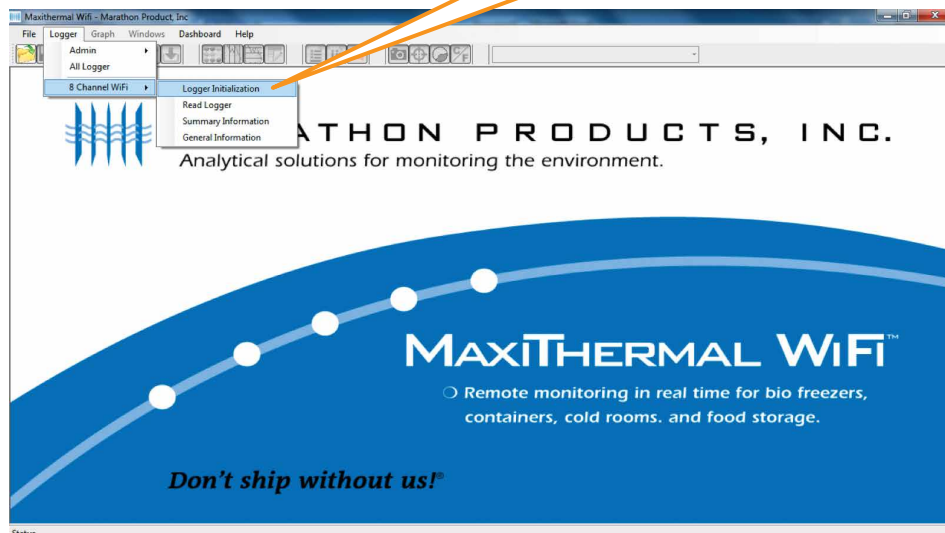 Maxithermal Wifi - Marathon Product, Inc
File Logger Graph Windows Dashboard Help
Admin
All Logger
8 Channel WiFi
Logger Initialization
Read Logger
Summary Information
General Information
ATHON PRODUCTS, INC.
Analytical solutions for monitoring the environment.
MAXITHERMAL WIFI™
Remote monitoring in real time for bio freezers,
containers, cold rooms. and food storage.
Don't ship without us!®
Status